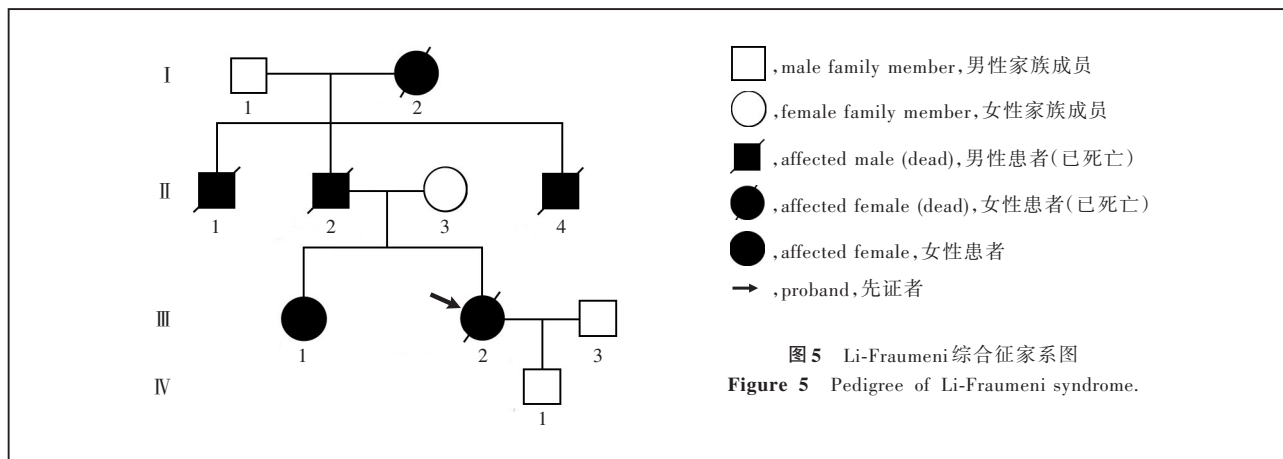 I
1
2
II
1
2
3
4
III
1
2
3
IV
1
,male family member,男性家族成员
,female family member,女性家族成员
,affected male (dead),男性患者(已死亡)
,affected female (dead),女性患者(已死亡)
,affected female,女性患者
,proband,先证者
图5 Li-Fraumeni综合征家系图
Figure 5 Pedigree of Li-Fraumeni syndrome.